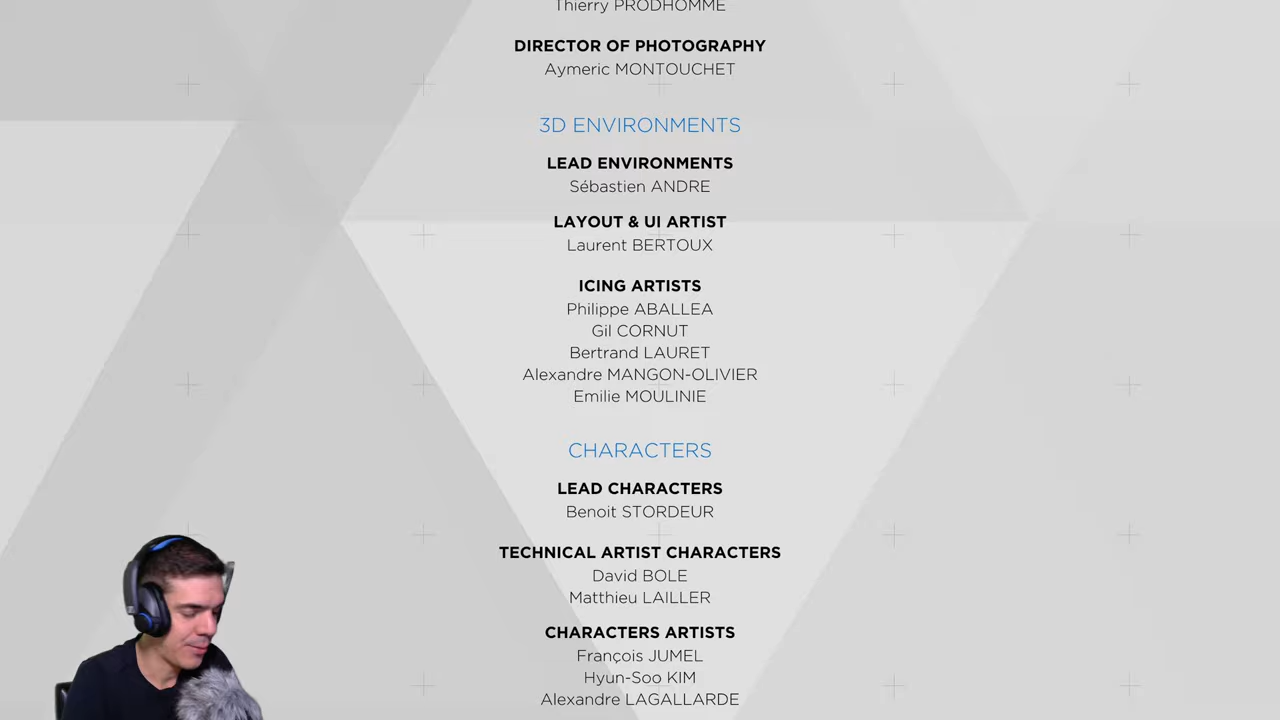 Thierry PRODHOMME
DIRECTOR OF PHOTOGRAPHY
Aymeric MONTOUCHET
3D ENVIRONMENTS
LEAD ENVIRONMENTS
Sébastien ANDRE
LAYOUT & UI ARTIST
Laurent BERTOUX
ICING ARTISTS
Philippe ABALLEA
Gil CORNUT
Bertrand LAURET
Alexandre MANGON-OLIVIER
Emilie MOULINIE
CHARACTERS
LEAD CHARACTERS
Benoit STORDEUR
TECHNICAL ARTIST CHARACTERS
David BOLE
Matthieu LAILLER
CHARACTERS ARTISTS
François JUMEL
Hyun-Soo KIM
Alexandre LAGALLARDE